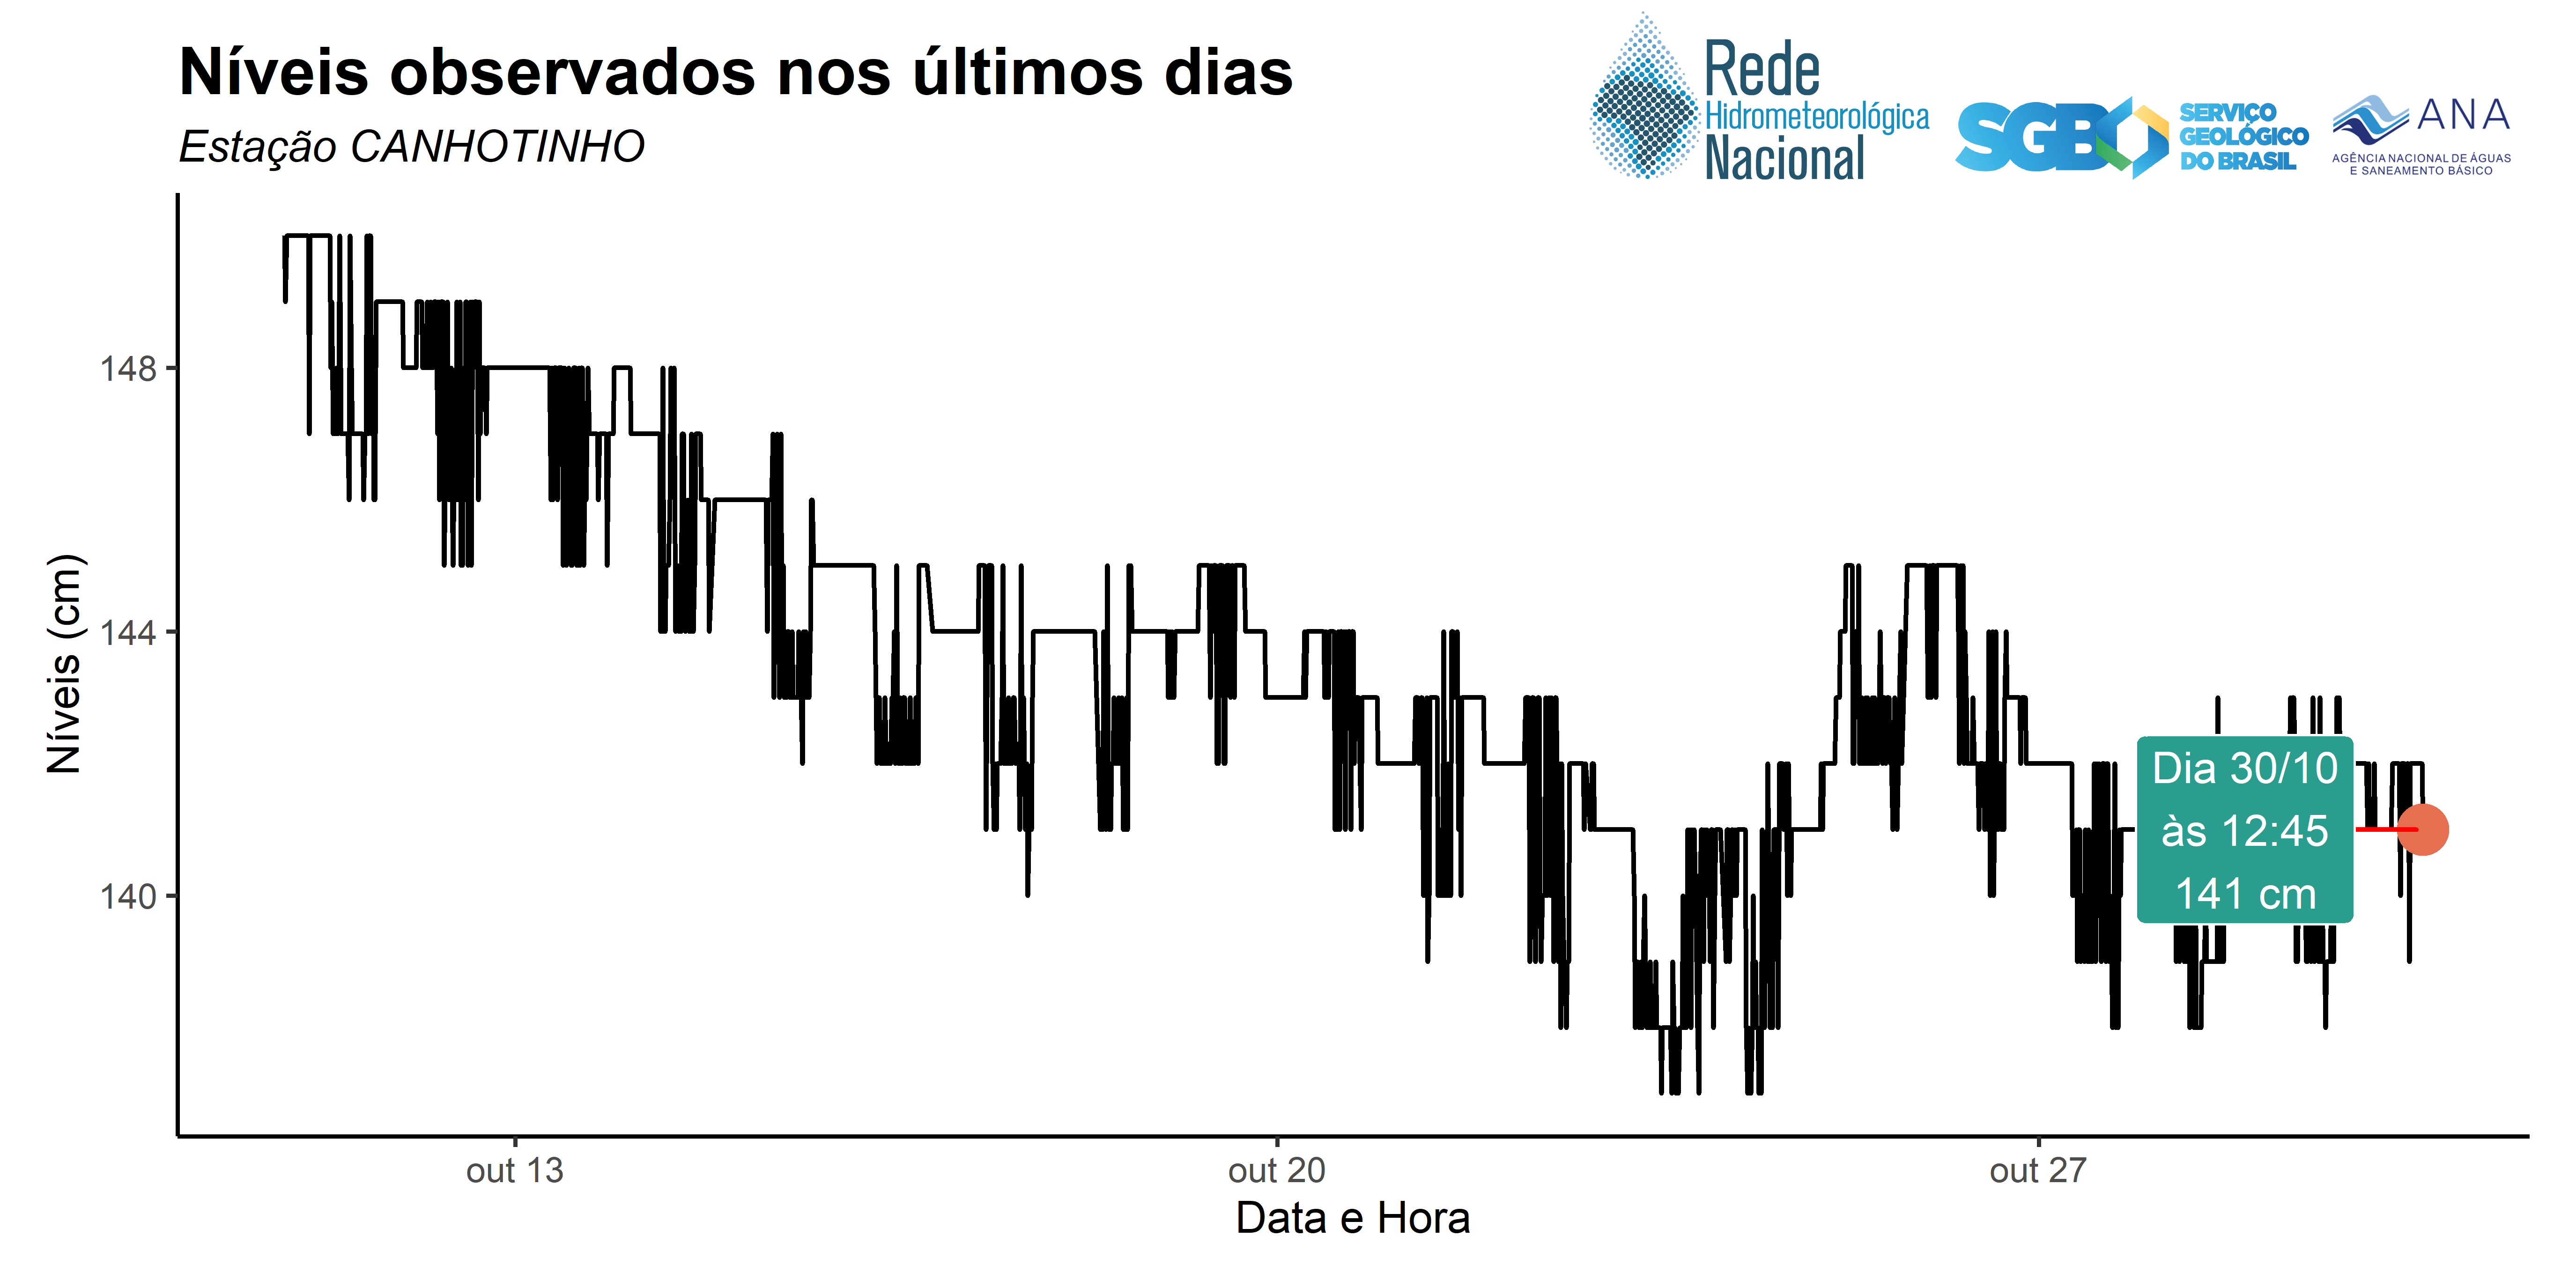 Níveis observados nos últimos dias
Estação CANHOTINHO
Rede
Hidrometeorológica
Nacional
SGB
SERVIÇO
GEOLÓGICO
DO BRASIL
ANA
AGÊNCIA NACIONAL DE ÁGUAS
E SANEAMENTO BÁSICO
Níveis (cm)
148
144
140
Dia 30/10
às 12:45
141 cm
out 13
out 20
out 27
Data e Hora